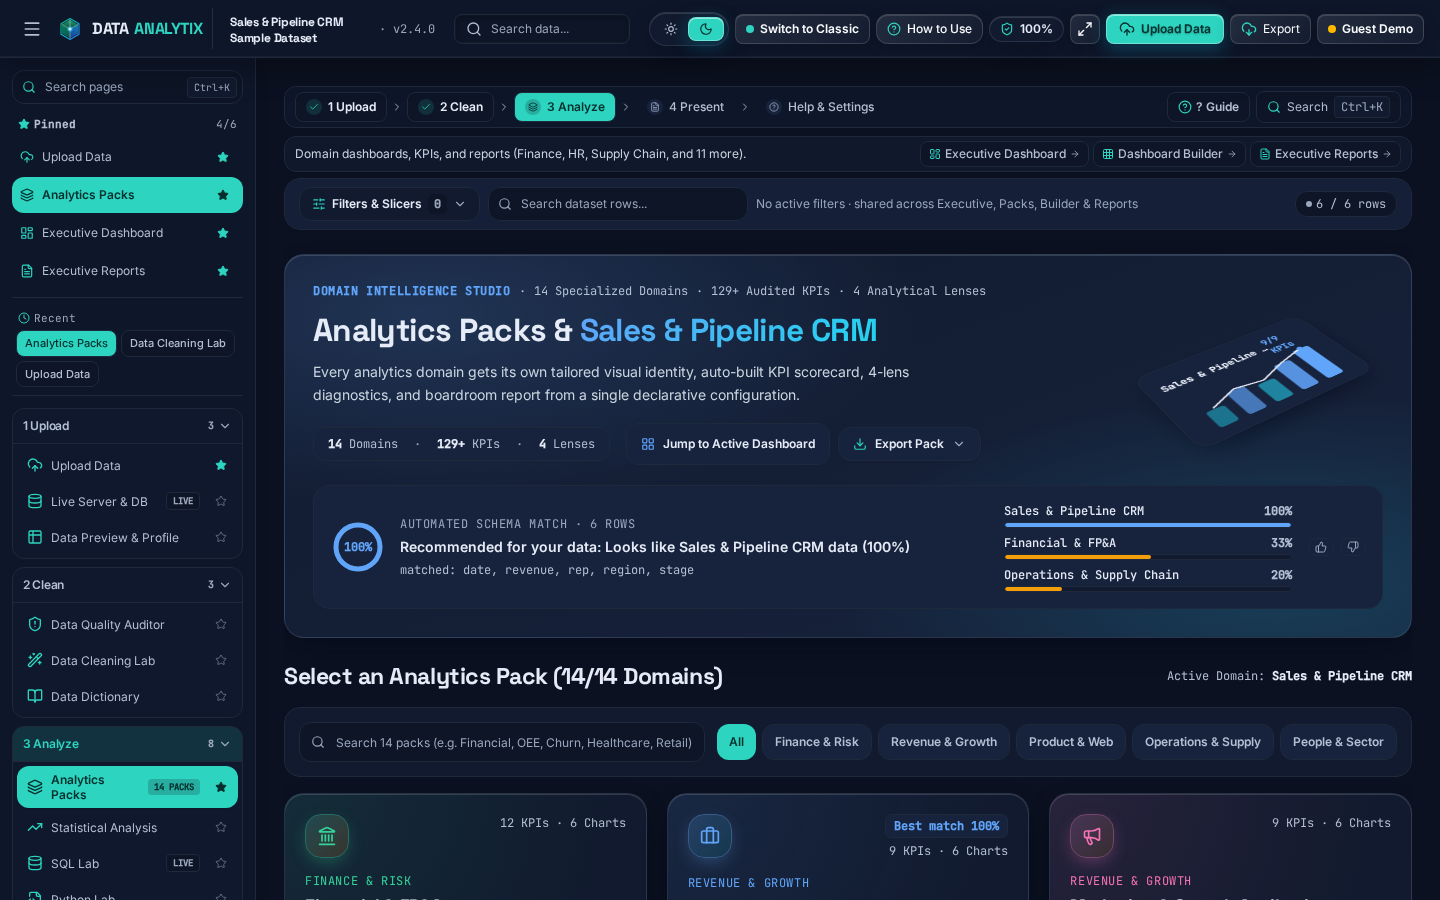 DATA ANALYTIX
Sales & Pipeline CRM
Sample Dataset
· v2.4.0
Search data...
Switch to Classic
How to Use
100%
Upload Data
Export
Guest Demo
Search pages
Ctrl+K
Pinned
4/6
Upload Data
Analytics Packs
Executive Dashboard
Executive Reports
Recent
Analytics Packs
Data Cleaning Lab
Upload Data
1 Upload
3
Upload Data
Live Server & DB
LIVE
Data Preview & Profile
2 Clean
3
Data Quality Auditor
Data Cleaning Lab
Data Dictionary
3 Analyze
8
Analytics Packs
14 PACKS
Statistical Analysis
SQL Lab
LIVE
Python Lab
1 Upload
2 Clean
3 Analyze
4 Present
Help & Settings
? Guide
Search
Ctrl+K
Domain dashboards, KPIs, and reports (Finance, HR, Supply Chain, and 11 more).
Executive Dashboard →
Dashboard Builder →
Executive Reports →
Filters & Slicers
0
Search dataset rows...
No active filters · shared across Executive, Packs, Builder & Reports
6 / 6 rows
DOMAIN INTELLIGENCE STUDIO · 14 Specialized Domains · 129+ Audited KPIs · 4 Analytical Lenses
Analytics Packs & Sales & Pipeline CRM
Every analytics domain gets its own tailored visual identity, auto-built KPI scorecard, 4-lens
diagnostics, and boardroom report from a single declarative configuration.
14 Domains · 129+ KPIs · 4 Lenses
Jump to Active Dashboard
Export Pack
Sales & Pipeline
9/9 KPIs
100%
AUTOMATED SCHEMA MATCH · 6 ROWS
Recommended for your data: Looks like Sales & Pipeline CRM data (100%)
matched: date, revenue, rep, region, stage
Sales & Pipeline CRM
100%
Financial & FP&A
33%
Operations & Supply Chain
20%
Select an Analytics Pack (14/14 Domains)
Active Domain: Sales & Pipeline CRM
Search 14 packs (e.g. Financial, OEE, Churn, Healthcare, Retail)
All
Finance & Risk
Revenue & Growth
Product & Web
Operations & Supply
People & Sector
12 KPIs · 6 Charts
FINANCE & RISK
Best match 100%
9 KPIs · 6 Charts
REVENUE & GROWTH
9 KPIs · 6 Charts
REVENUE & GROWTH